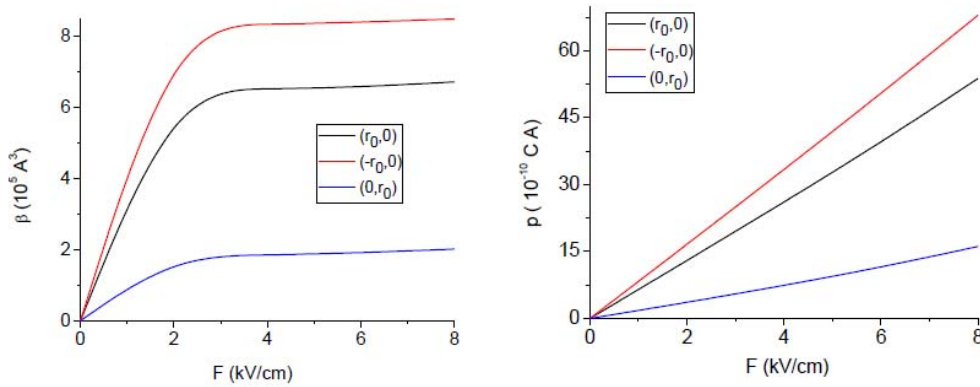 8
6
4
2
0
β (10⁵ A³)
(r₀,0)
(-r₀,0)
(0,r₀)
0 2 4 6 8
F (kV/cm)
60
45
30
15
0
p ( 10⁻¹⁰ C A)
(r₀,0)
(-r₀,0)
(0,r₀)
0 2 4 6 8
F (kV/cm)